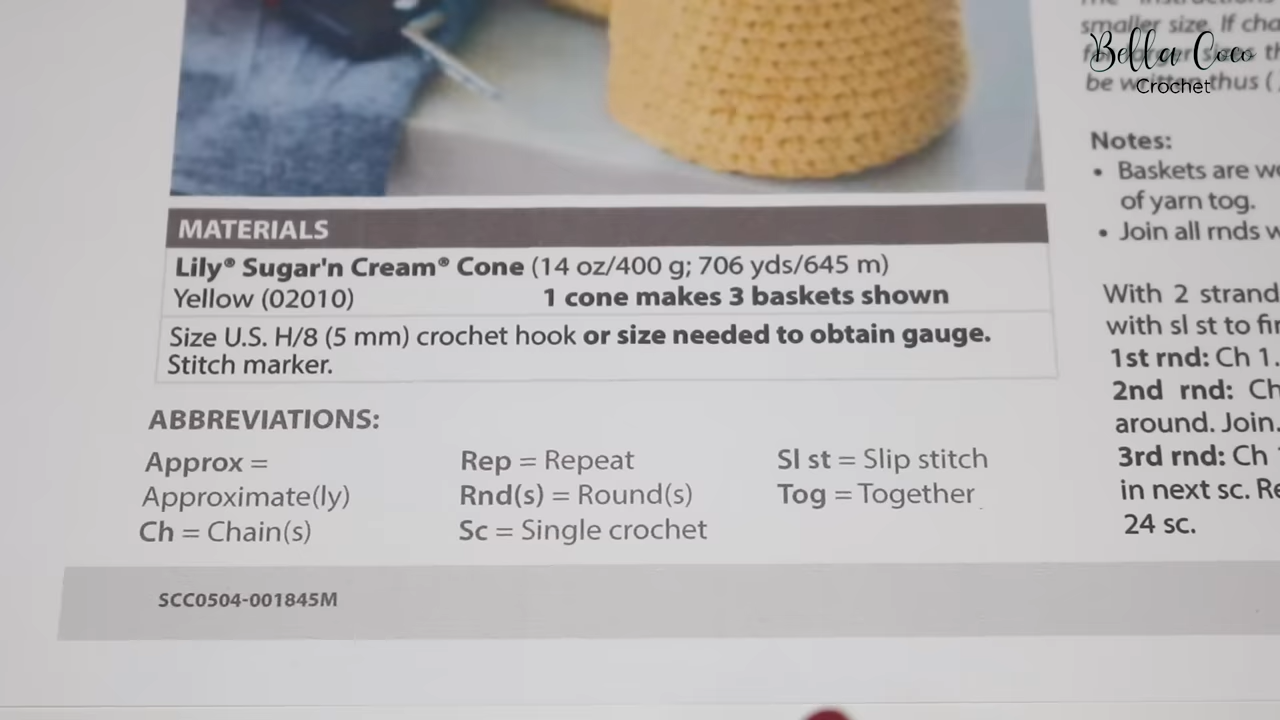 smaller size. If
Bella Coco
Crochet
be written thus (
Notes:
• Baskets are
of yarn tog.
• Join all rnds
MATERIALS
Lily® Sugar'n Cream® Cone (14 oz/400 g; 706 yds/645 m)
Yellow (02010) 1 cone makes 3 baskets shown
Size U.S. H/8 (5 mm) crochet hook or size needed to obtain gauge.
Stitch marker.
ABBREVIATIONS:
Approx =
Approximate(ly)
Ch = Chain(s)
Rep = Repeat
Rnd(s) = Round(s)
Sc = Single crochet
Sl st = Slip stitch
Tog = Together
With 2
with sl st to
1st rnd: Ch 1.
2nd rnd: Ch
around. Join.
3rd rnd: Ch
in next sc.
24 sc.
SCC0504-001845M